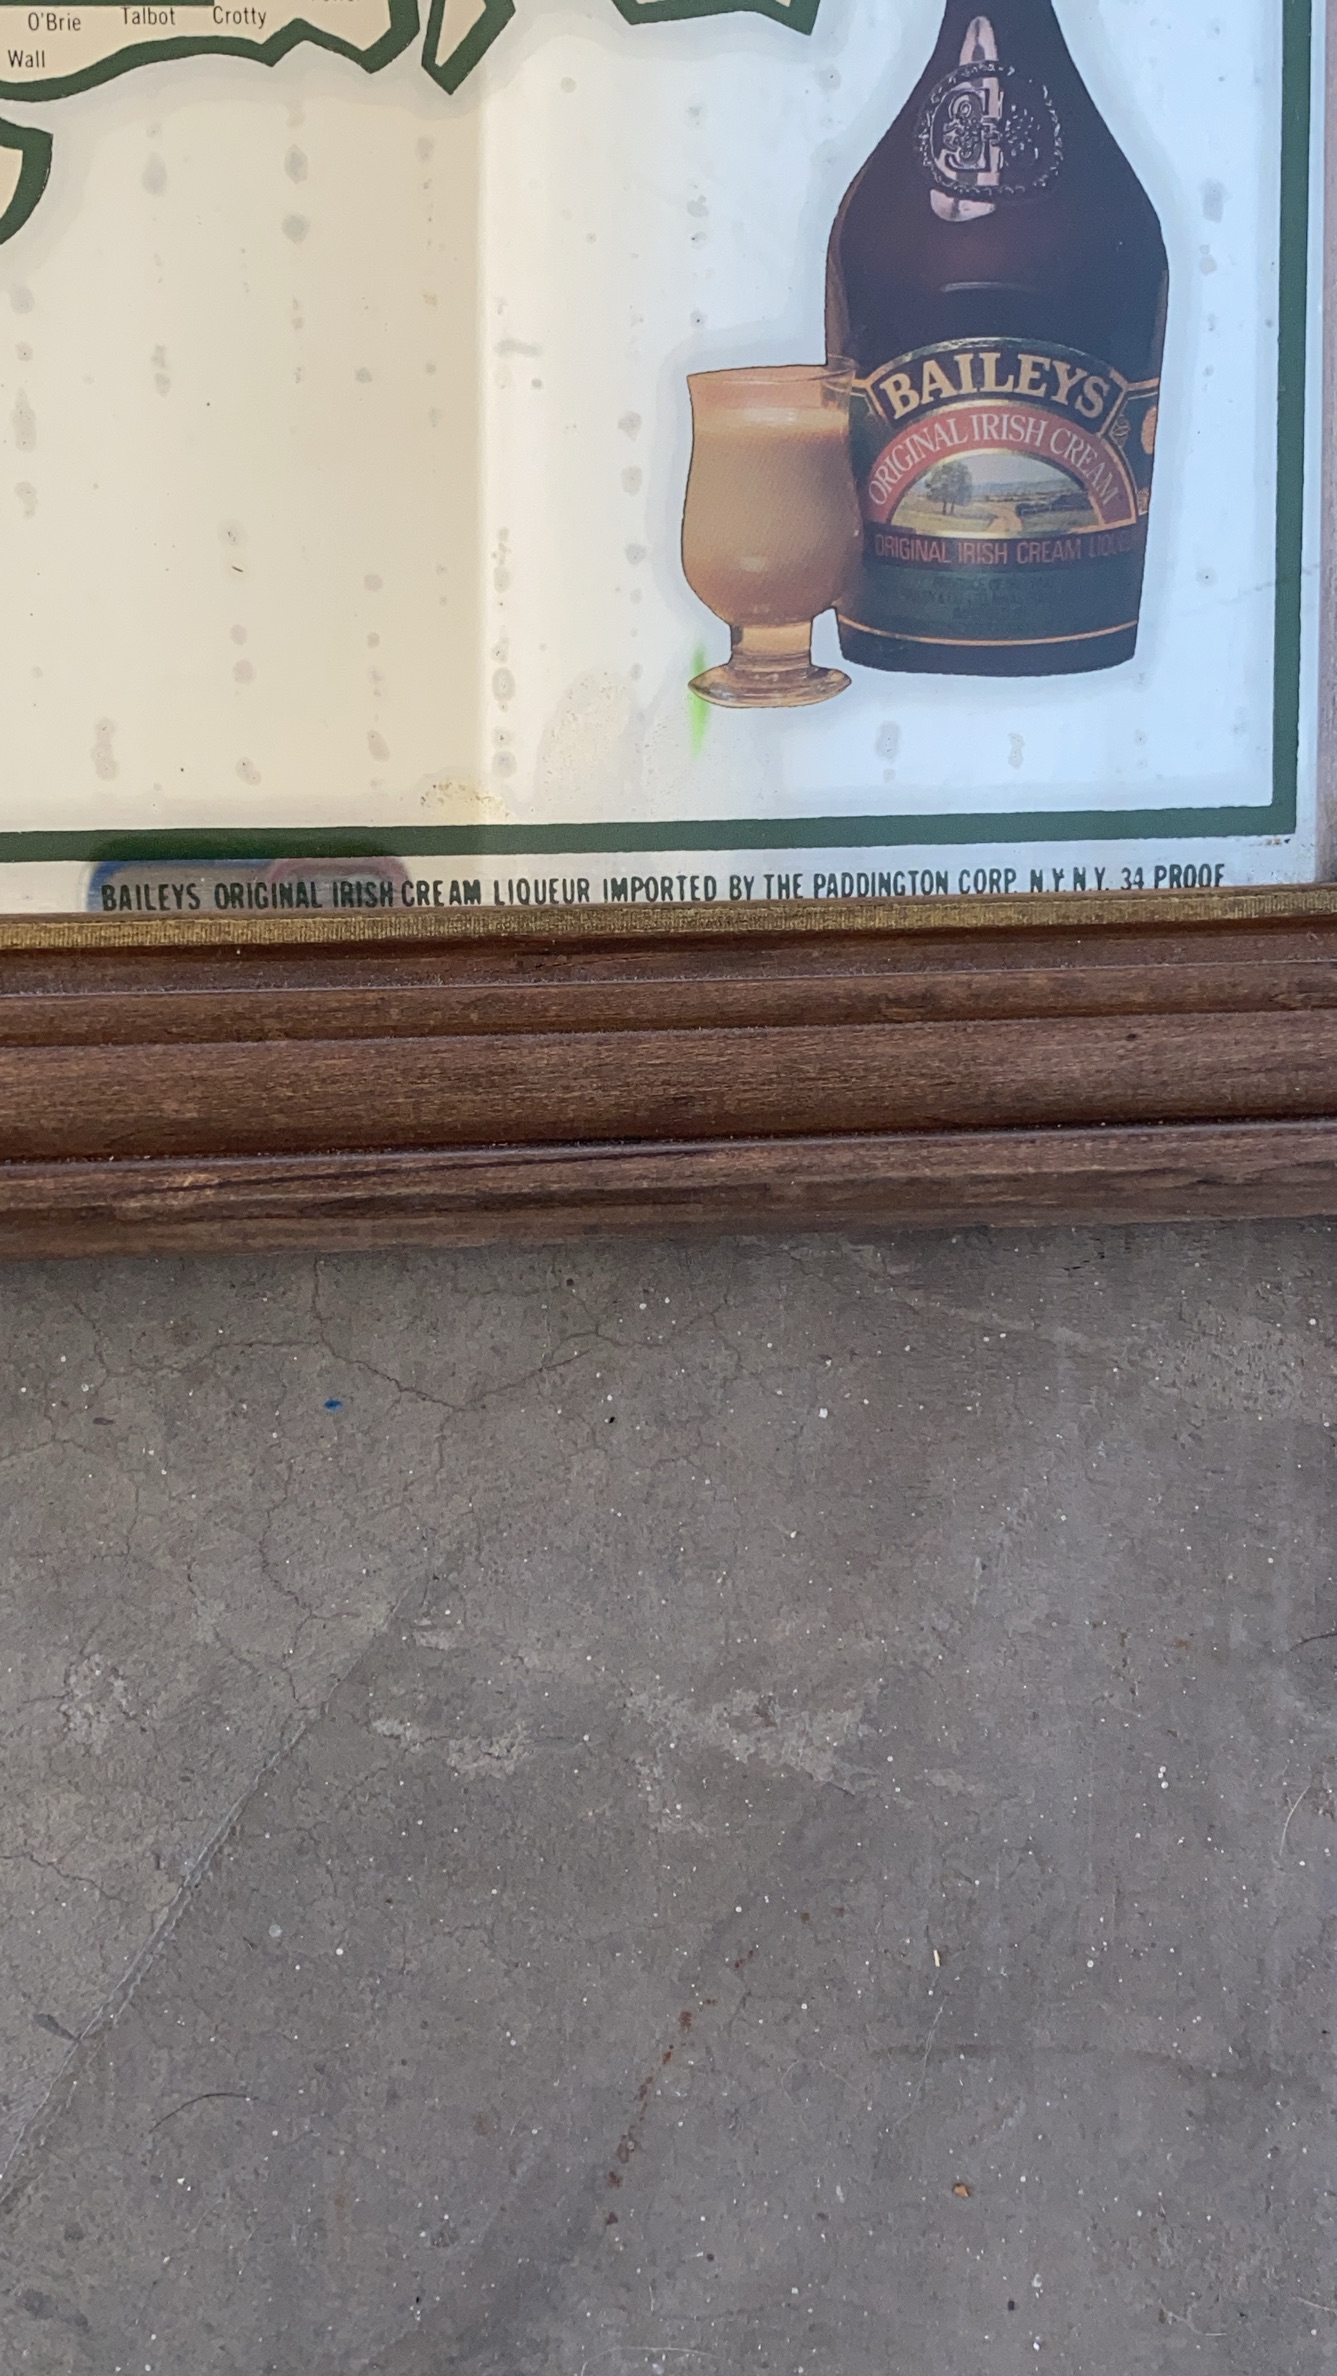 O'Brie Talbot Crotty
Wall
BAILEYS
ORIGINAL IRISH CREAM
ORIGINAL IRISH CREAM
BAILEYS ORIGINAL IRISH CREAM LIQUEUR IMPORTED BY THE PADDINGTON CORP. N.Y. N.Y. 34 PROOF